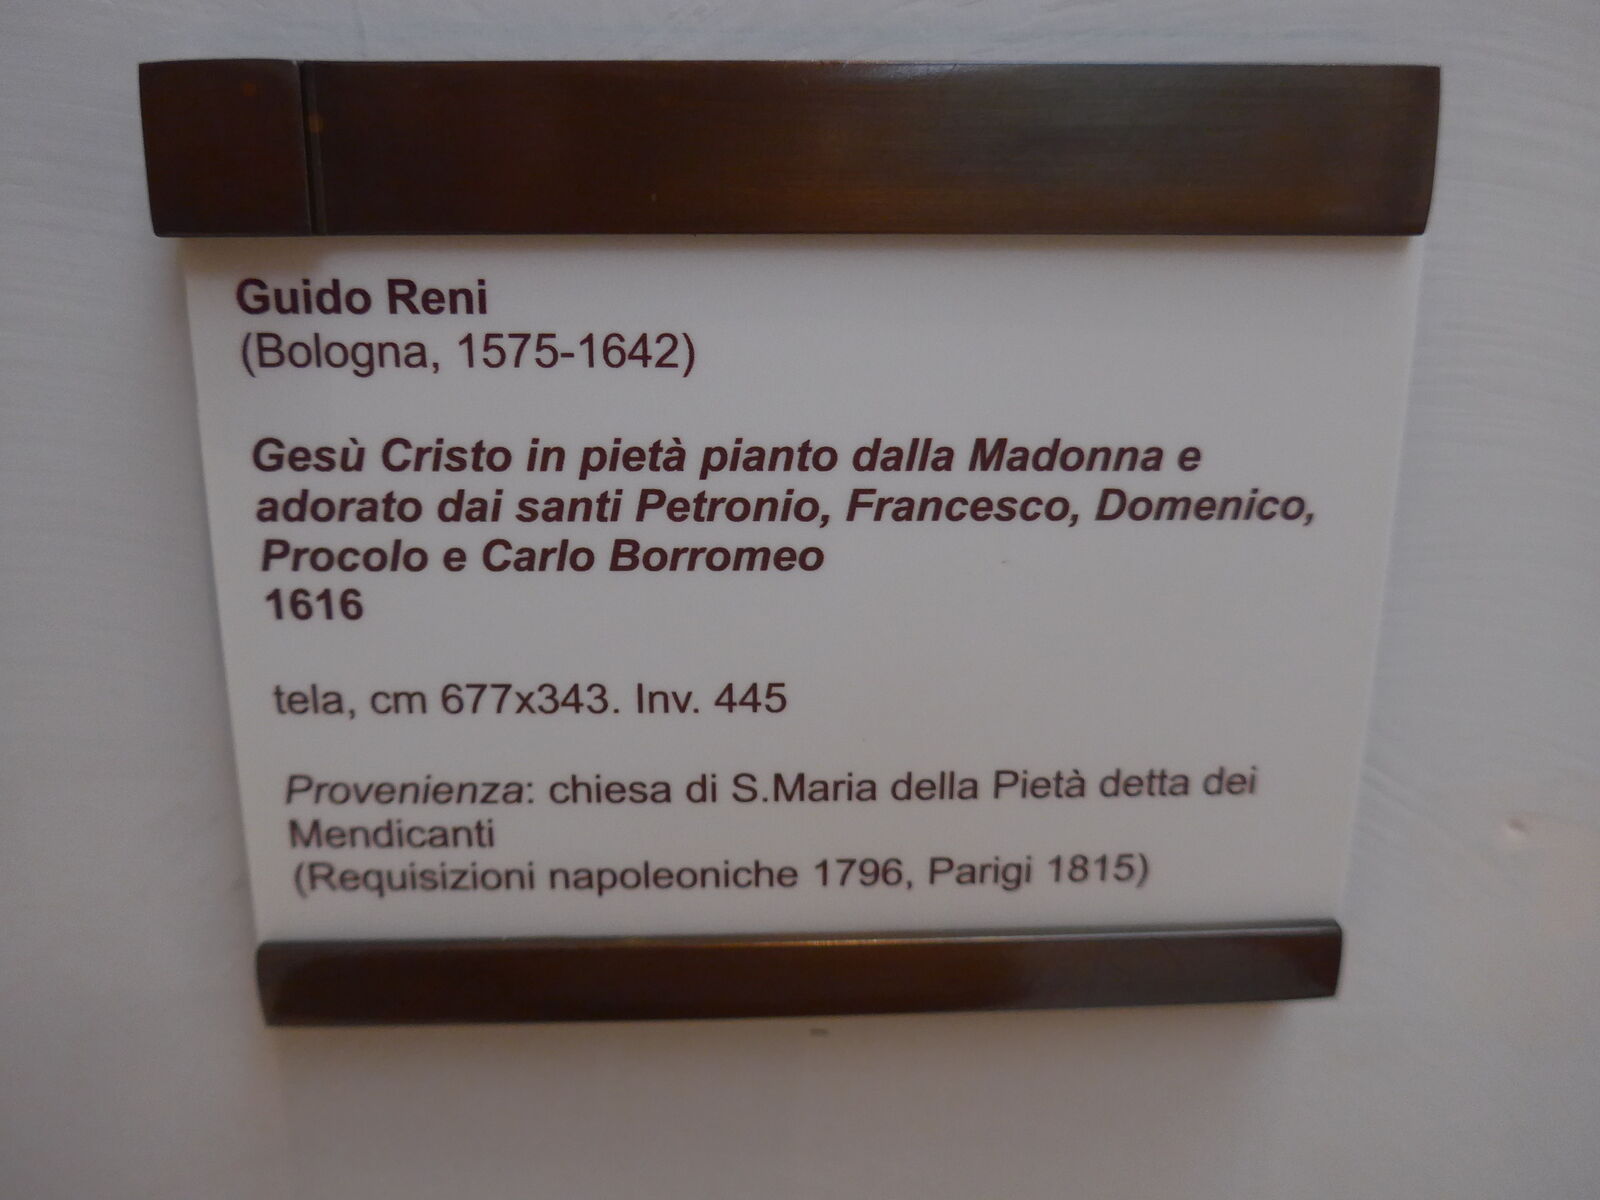 Guido Reni
(Bologna, 1575-1642)
Gesù Cristo in pietà pianto dalla Madonna e
adorato dai santi Petronio, Francesco, Domenico,
Procolo e Carlo Borromeo
1616
tela, cm 677x343. Inv. 445
Provenienza: chiesa di S.Maria della Pietà detta dei
Mendicanti
(Requisizioni napoleoniche 1796, Parigi 1815)